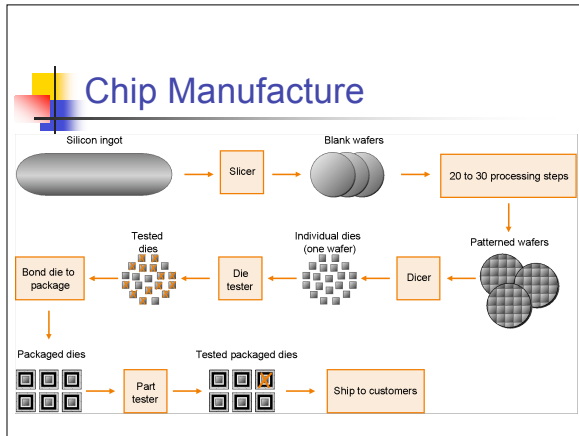 Chip Manufacture
Silicon ingot
Blank wafers
Slicer
20 to 30 processing steps
Tested
dies
Individual dies
(one wafer)
Patterned wafers
Bond die to
package
Die
tester
Dicer
Packaged dies
Tested packaged dies
Part
tester
Ship to customers